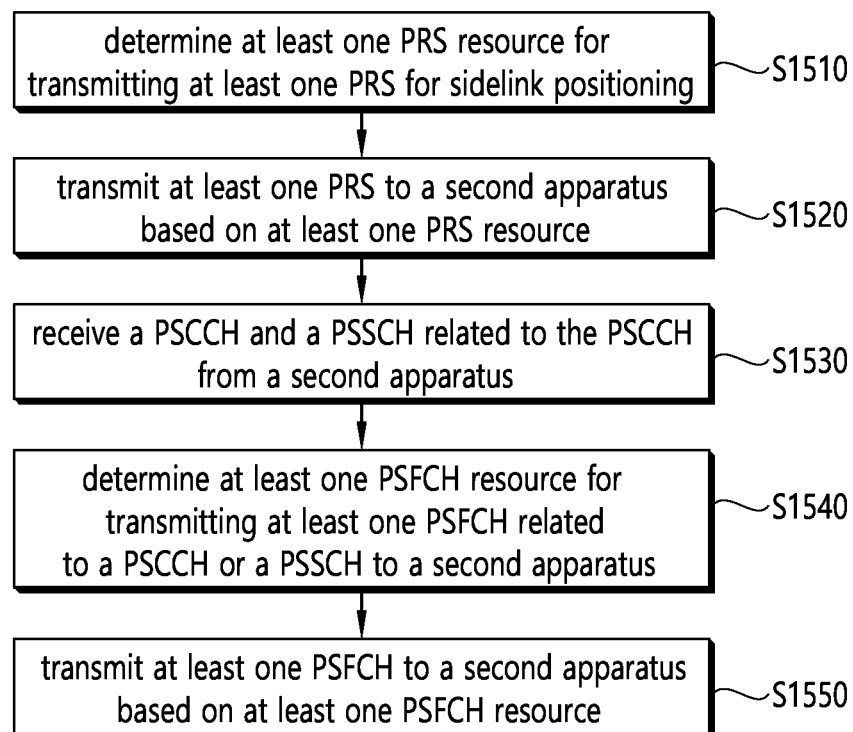 determine at least one PRS resource for
transmitting at least one PRS for sidelink positioning
S1510
transmit at least one PRS to a second apparatus
based on at least one PRS resource
S1520
receive a PSCCH and a PSSCH related to the PSCCH
from a second apparatus
S1530
determine at least one PSFCH resource for
transmitting at least one PSFCH related
to a PSCCH or a PSSCH to a second apparatus
S1540
transmit at least one PSFCH to a second apparatus
based on at least one PSFCH resource
S1550